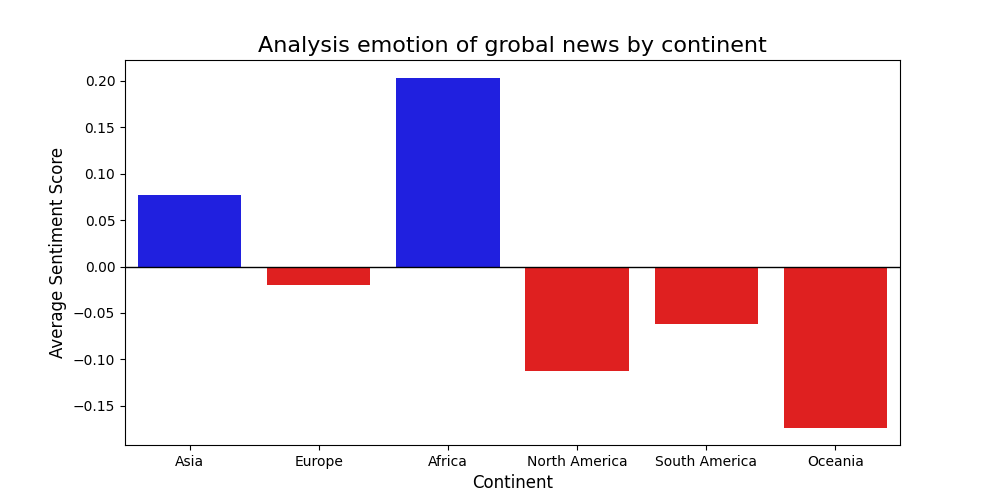 Analysis emotion of grobal news by continent
Average Sentiment Score
0.20
0.15
0.10
0.05
0.00
−0.05
−0.10
−0.15
Asia Europe Africa North America South America Oceania
Continent